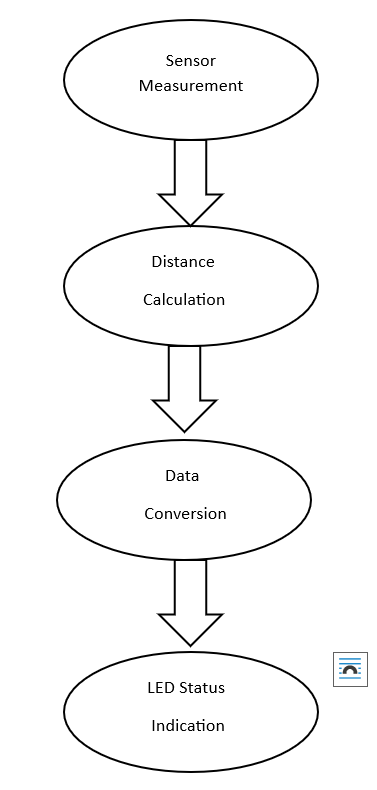 Sensor
Measurement
Distance
Calculation
Data
Conversion
LED Status
Indication